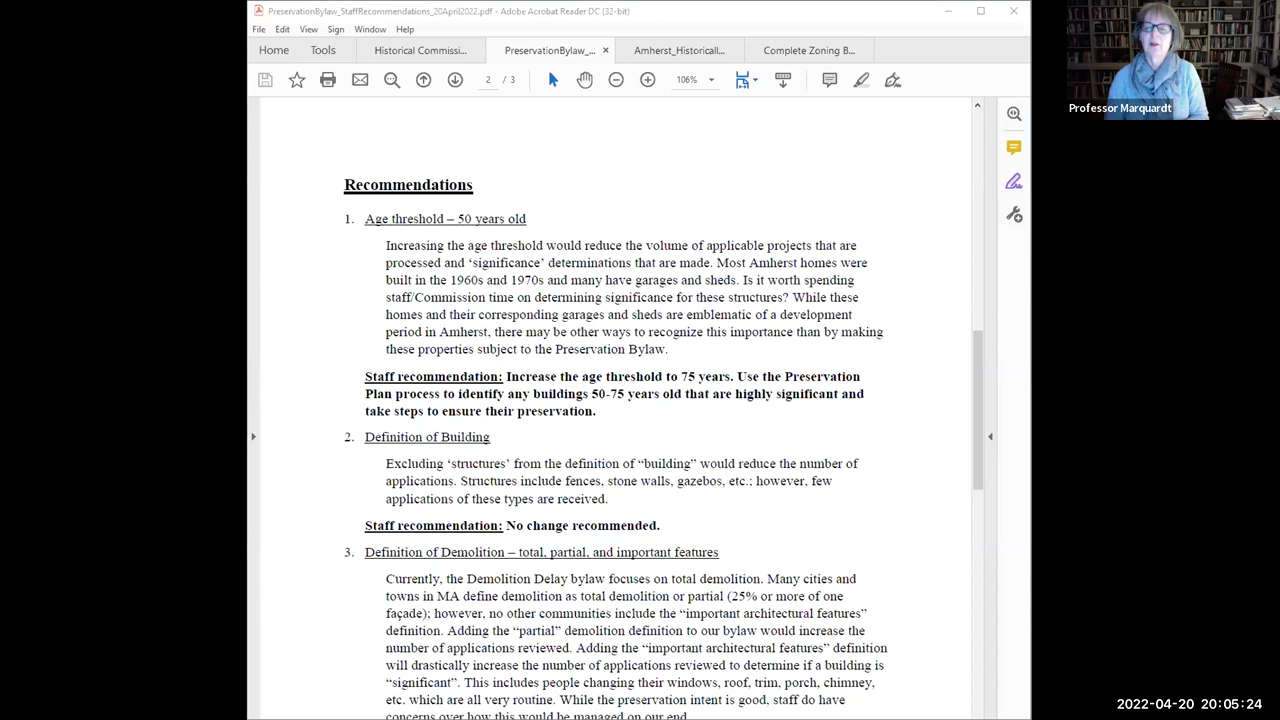 PreservationBylaw_StaffRecommendations_20April2022.pdf - Adobe Acrobat Reader DC (32-bit)
File Edit View Sign Window Help
Home Tools Historical Commissi... PreservationBylaw_... × Amherst_Historicall... Complete Zoning B...
2 / 3 106%
Professor Marquardt
Recommendations
1. Age threshold – 50 years old
Increasing the age threshold would reduce the volume of applicable projects that are
processed and ‘significance’ determinations that are made. Most Amherst homes were
built in the 1960s and 1970s and many have garages and sheds. Is it worth spending
staff/Commission time on determining significance for these structures? While these
homes and their corresponding garages and sheds are emblematic of a development
period in Amherst, there may be other ways to recognize this importance than by making
these properties subject to the Preservation Bylaw.
Staff recommendation: Increase the age threshold to 75 years. Use the Preservation
Plan process to identify any buildings 50-75 years old that are highly significant and
take steps to ensure their preservation.
2. Definition of Building
Excluding ‘structures’ from the definition of “building” would reduce the number of
applications. Structures include fences, stone walls, gazebos, etc.; however, few
applications of these types are received.
Staff recommendation: No change recommended.
3. Definition of Demolition – total, partial, and important features
Currently, the Demolition Delay bylaw focuses on total demolition. Many cities and
towns in MA define demolition as total demolition or partial (25% or more of one
façade); however, no other communities include the “important architectural features”
definition. Adding the “partial” demolition definition to our bylaw would increase the
number of applications reviewed. Adding the “important architectural features” definition
will drastically increase the number of applications reviewed to determine if a building is
“significant”. This includes people changing their windows, roof, trim, porch, chimney,
etc. which are all very routine. While the preservation intent is good, staff do have
concerns over how this would be managed on our end.
2022-04-20 20:05:24